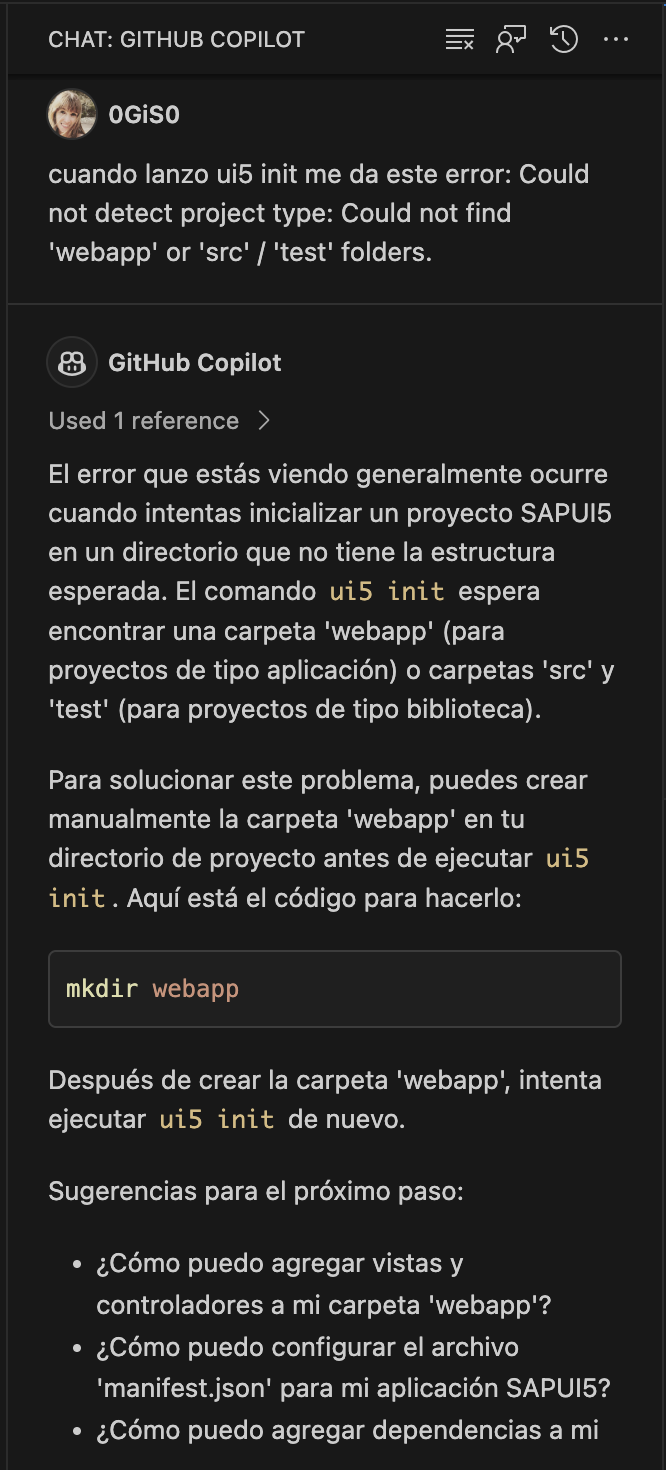 CHAT: GITHUB COPILOT
0GiS0
cuando lanzo ui5 init me da este error: Could
not detect project type: Could not find
'webapp' or 'src' / 'test' folders.
GitHub Copilot
Used 1 reference
El error que estás viendo generalmente ocurre
cuando intentas inicializar un proyecto SAPUI5
en un directorio que no tiene la estructura
esperada. El comando ui5 init espera
encontrar una carpeta 'webapp' (para
proyectos de tipo aplicación) o carpetas 'src' y
'test' (para proyectos de tipo biblioteca).
Para solucionar este problema, puedes crear
manualmente la carpeta 'webapp' en tu
directorio de proyecto antes de ejecutar ui5
init. Aquí está el código para hacerlo:
mkdir webapp
Después de crear la carpeta 'webapp', intenta
ejecutar ui5 init de nuevo.
Sugerencias para el próximo paso:
• ¿Cómo puedo agregar vistas y
controladores a mi carpeta 'webapp'?
• ¿Cómo puedo configurar el archivo
'manifest.json' para mi aplicación SAPUI5?
• ¿Cómo puedo agregar dependencias a mi